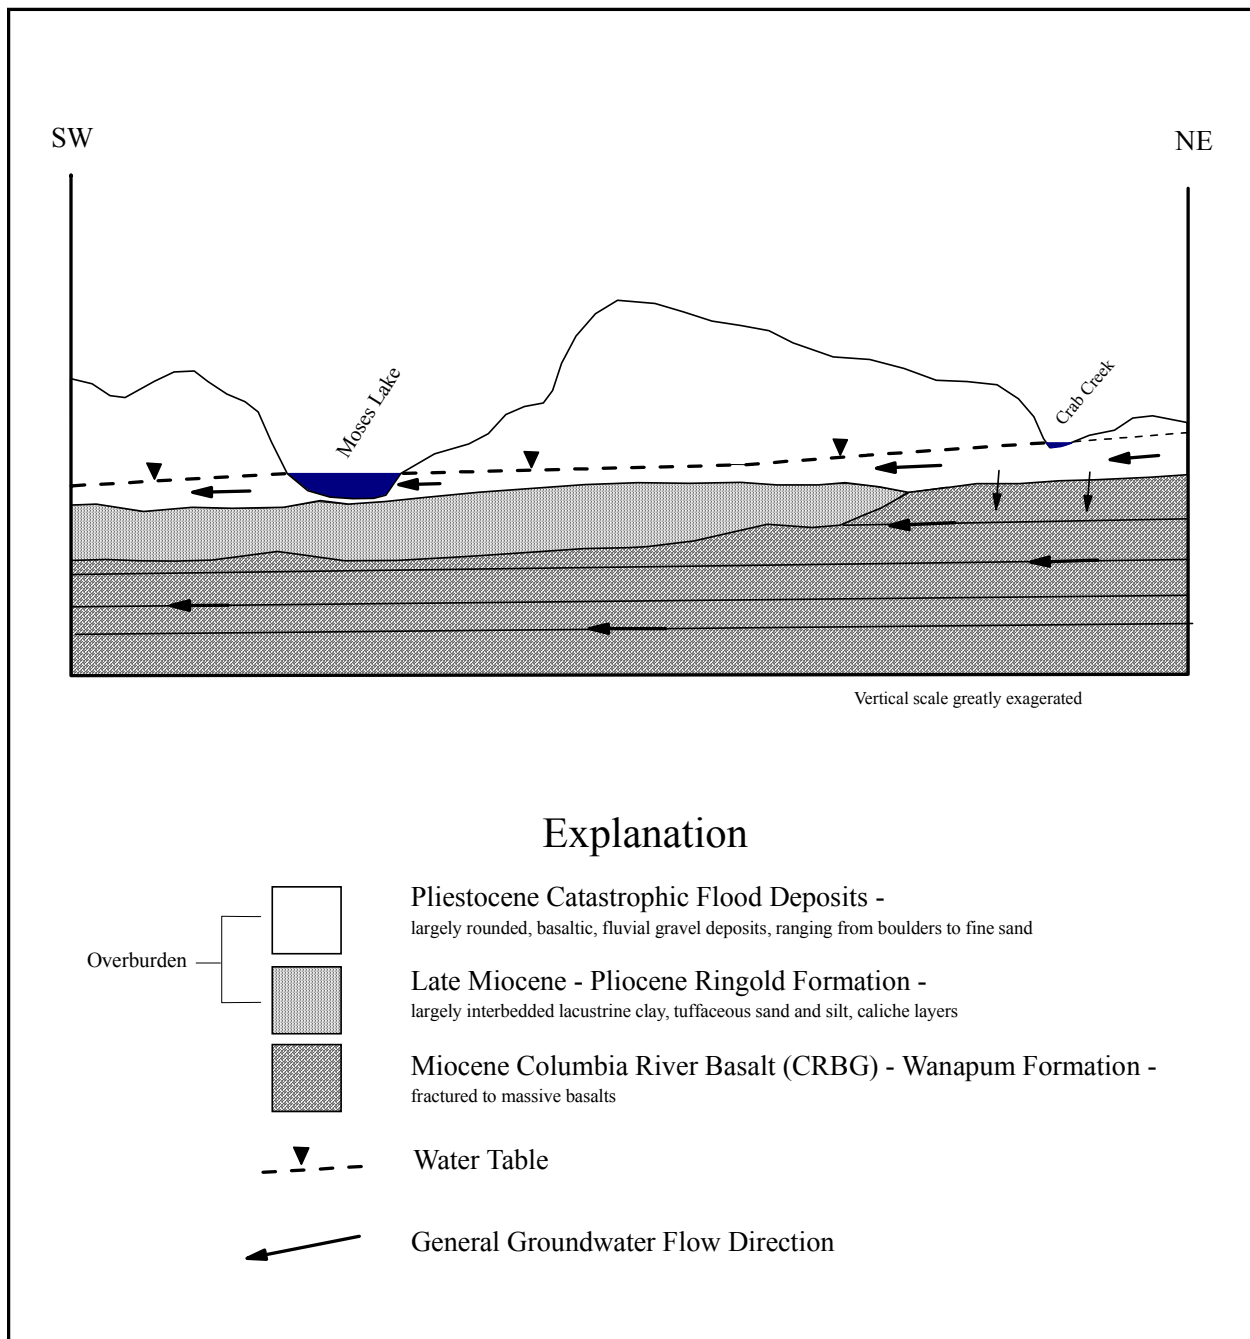 SW
NE
Moses Lake
Crab Creek
Vertical scale greatly exagerated
Explanation
Pliestocene Catastrophic Flood Deposits -
largely rounded, basaltic, fluvial gravel deposits, ranging from boulders to fine sand
Overburden
Late Miocene - Pliocene Ringold Formation -
largely interbedded lacustrine clay, tuffaceous sand and silt, caliche layers
Miocene Columbia River Basalt (CRBG) - Wanapum Formation -
fractured to massive basalts
Water Table
General Groundwater Flow Direction